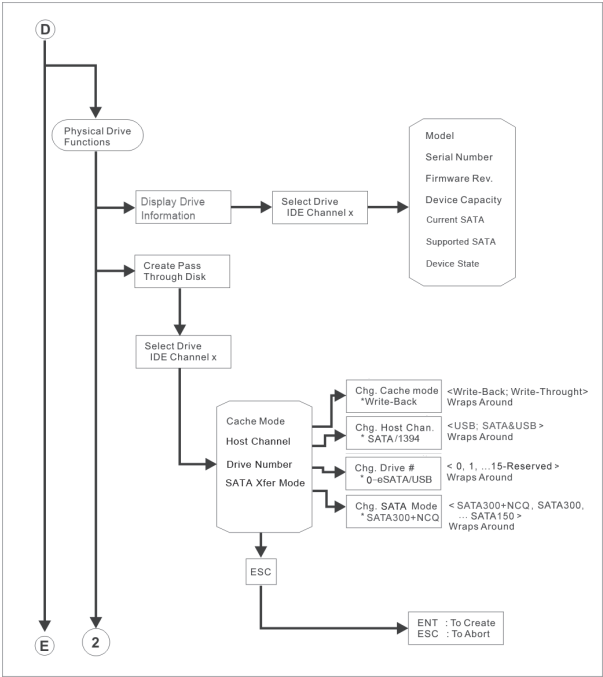 D
Physical Drive
Functions
Display Drive
Information
Select Drive
IDE Channel x
Model
Serial Number
Firmware Rev.
Device Capacity
Current SATA
Supported SATA
Device State
Create Pass
Through Disk
Select Drive
IDE Channel x
Cache Mode
Host Channel
Drive Number
SATA Xfer Mode
Chg. Cache mode
*Write-Back
<Write-Back; Write-Throught>
Wraps Around
Chg. Host Chan.
* SATA/1394
<USB; SATA&USB>
Wraps Around
Chg. Drive #
* 0-eSATA/USB
< 0, 1, ...15-Reserved >
Wraps Around
Chg. SATA Mode
* SATA300+NCQ
< SATA300+NCQ, SATA300,
... SATA150 >
Wraps Around
ESC
ENT : To Create
ESC : To Abort
E
2